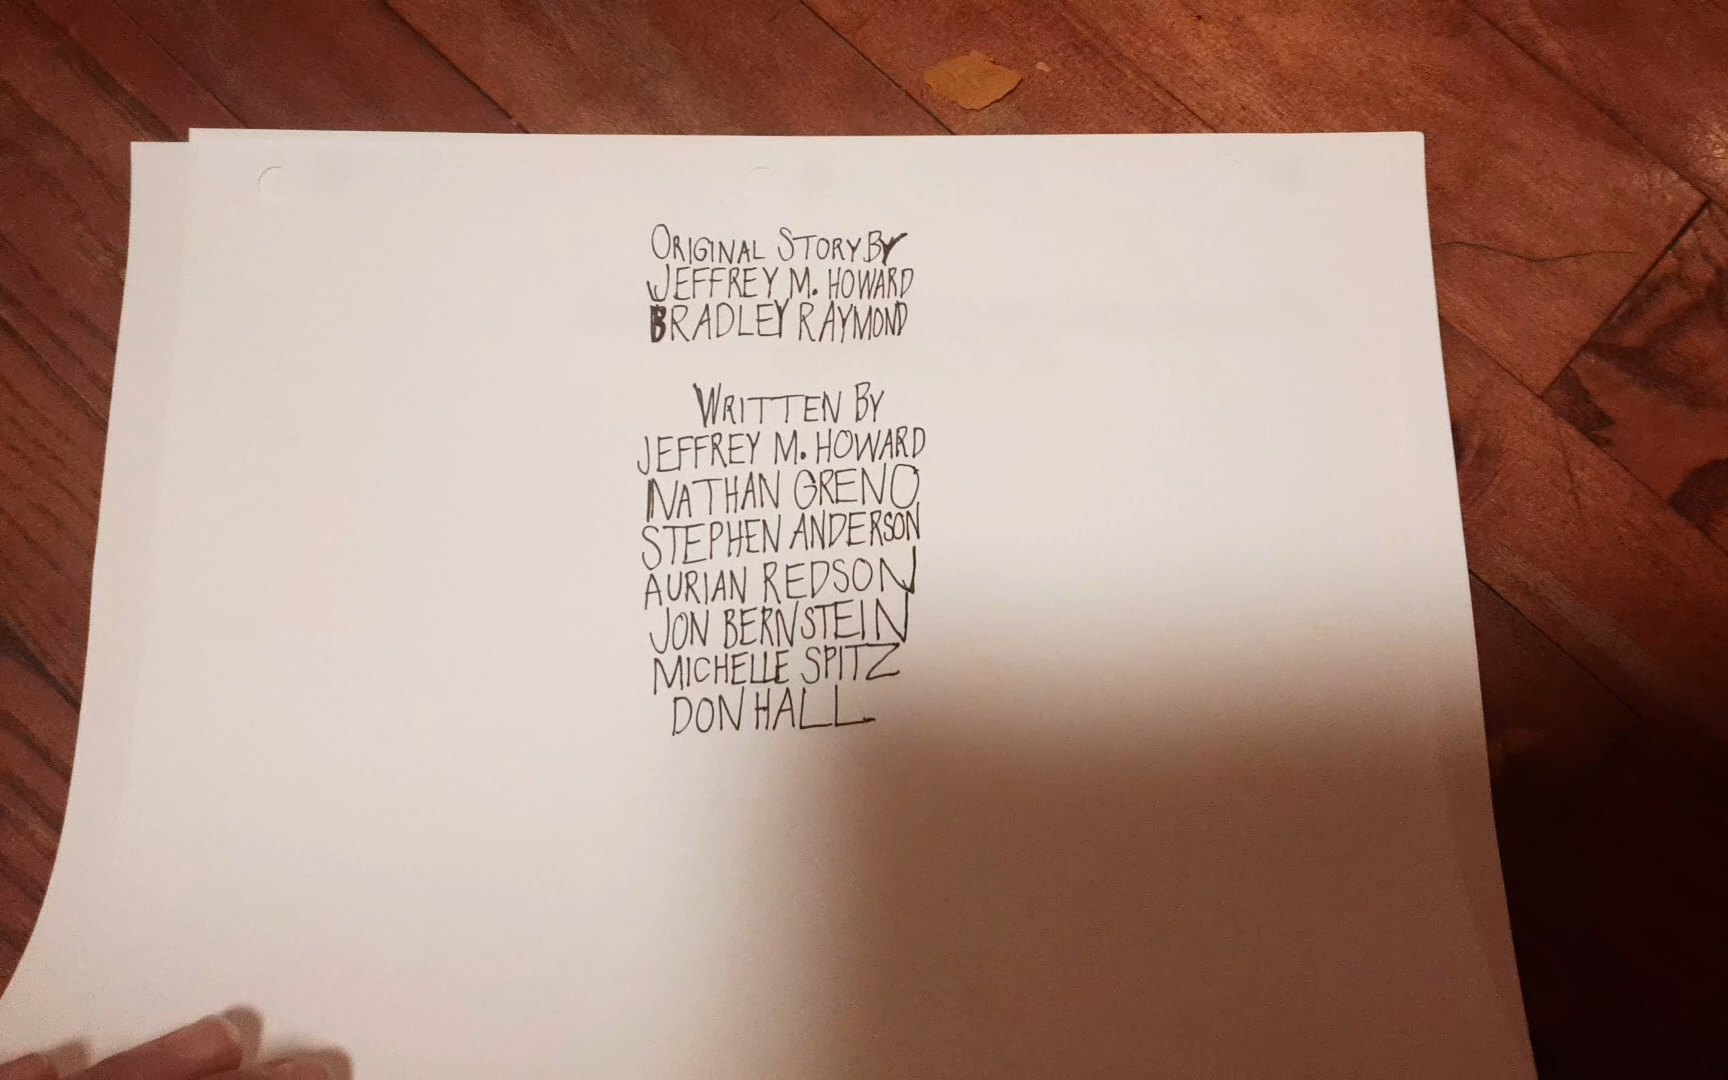 ORIGINAL STORY BY
JEFFREY M. HOWARD
BRADLEY RAYMOND
WRITTEN BY
JEFFREY M. HOWARD
NATHAN GRENO
STEPHEN ANDERSON
AURIAN REDSON
JON BERNSTEIN
MICHELLE SPITZ
DON HALL